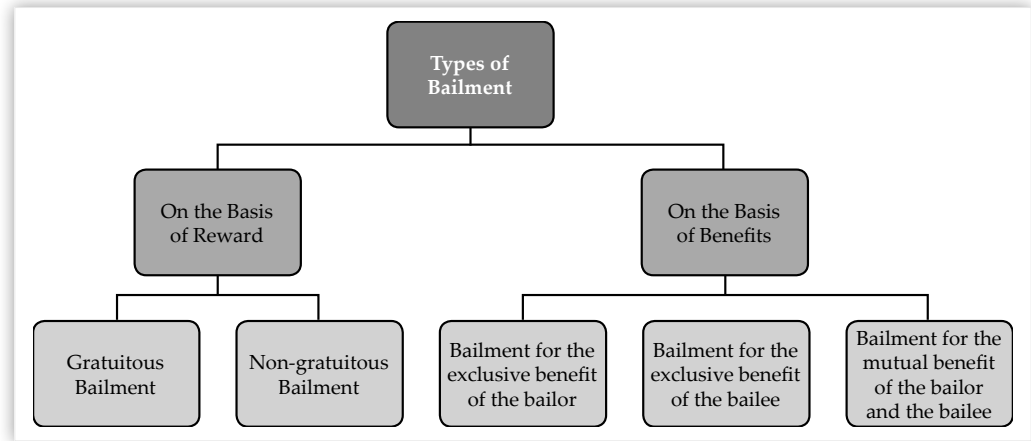 Types of
Bailment
On the Basis
of Reward
On the Basis
of Benefits
Gratuitous
Bailment
Non-gratuitous
Bailment
Bailment for the
exclusive benefit
of the bailor
Bailment for the
exclusive benefit
of the bailee
Bailment for the
mutual benefit
of the bailor
and the bailee